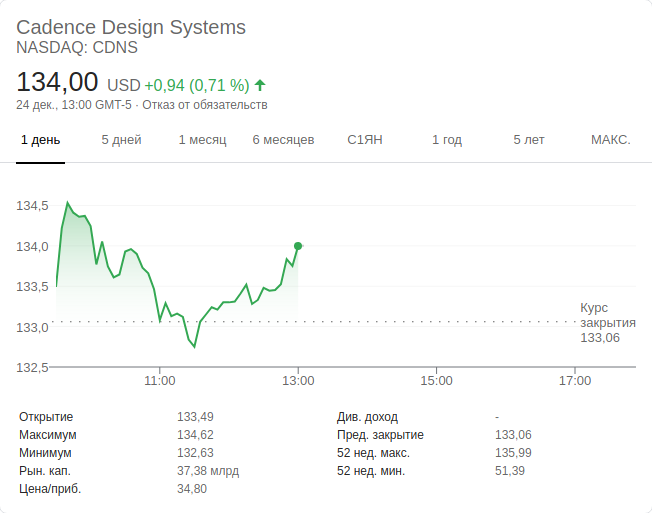 Cadence Design Systems
NASDAQ: CDNS
134,00 USD +0,94 (0,71 %)
24 дек., 13:00 GMT-5 · Отказ от обязательств
1 день 5 дней 1 месяц 6 месяцев С1ЯН 1 год 5 лет МАКС.
134,5
134,0
133,5
133,0
132,5
Курс
закрытия
133,06
11:00 13:00 15:00 17:00
Открытие 133,49
Максимум 134,62
Минимум 132,63
Рын. кап. 37,38 млрд
Цена/приб. 34,80
Див. доход -
Пред. закрытие 133,06
52 нед. макс. 135,99
52 нед. мин. 51,39